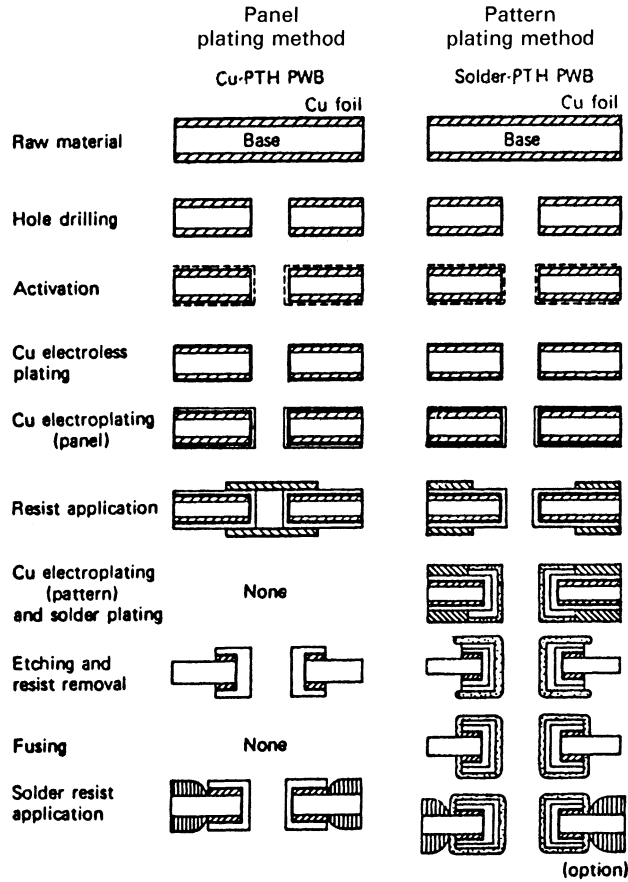 Panel
plating method
Pattern
plating method
Cu-PTH PWB
Solder-PTH PWB
Cu foil
Cu foil
Raw material
Base
Base
Hole drilling
Activation
Cu electroless
plating
Cu electroplating
(panel)
Resist application
Cu electroplating
(pattern)
and solder plating
None
Etching and
resist removal
Fusing
None
Solder resist
application
(option)